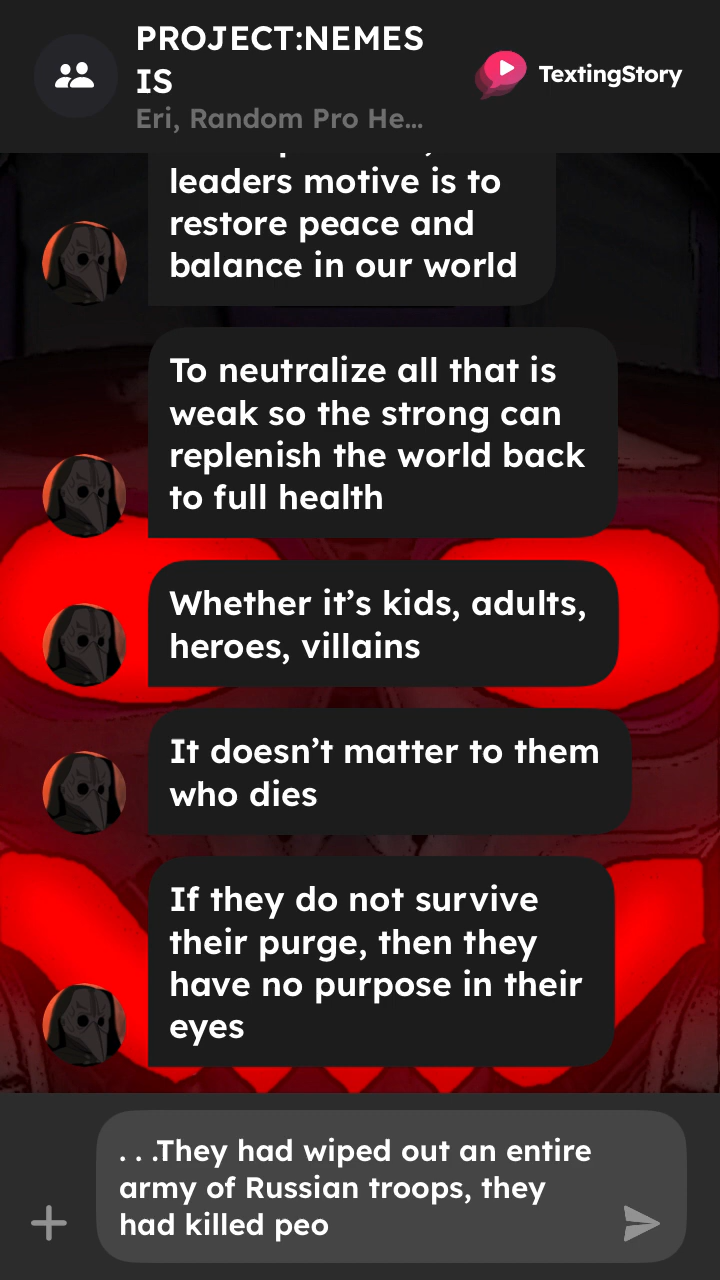 PROJECT:NEMES
IS
TextingStory
Eri, Random Pro He...
leaders motive is to
restore peace and
balance in our world
To neutralize all that is
weak so the strong can
replenish the world back
to full health
Whether it’s kids, adults,
heroes, villains
It doesn’t matter to them
who dies
If they do not survive
their purge, then they
have no purpose in their
eyes
. . .They had wiped out an entire
army of Russian troops, they
had killed peo